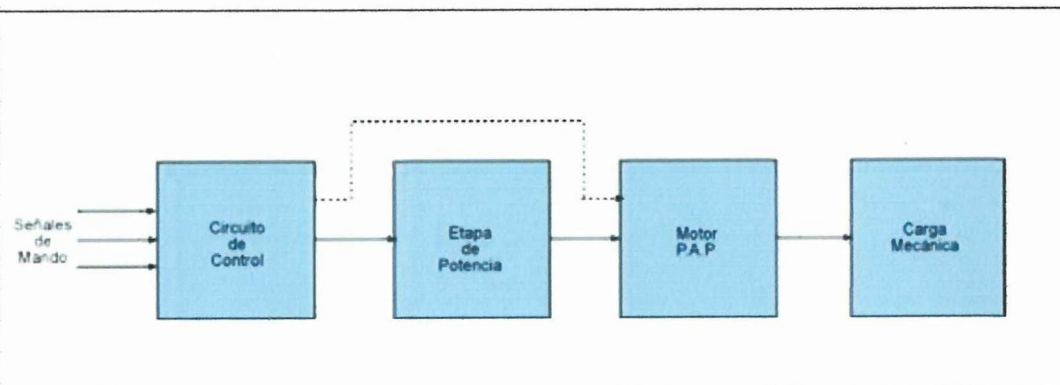 Señales
de
Mando
Circuito
de
Control
Etapa
de
Potencia
Motor
P.A.P
Carga
Mecánica